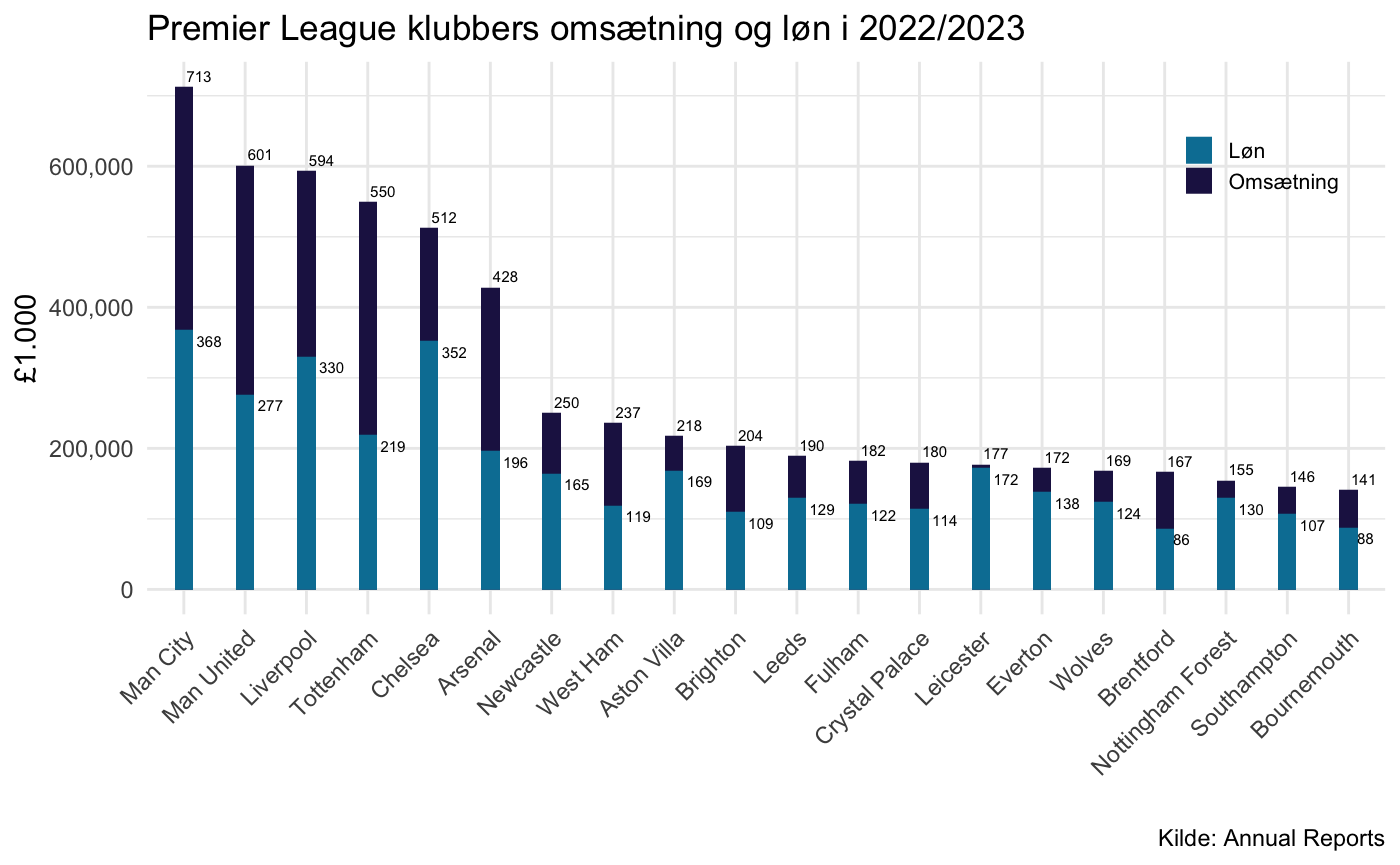 Premier League klubbers omsætning og løn i 2022/2023
£1.000
600,000
400,000
200,000
0
Løn
Omsætning
713
368
601
277
594
330
550
219
512
352
428
196
250
165
237
119
218
169
204
109
190
129
182
122
180
114
177
172
172
138
169
124
167
86
155
130
146
107
141
88
Man City
Man United
Liverpool
Tottenham
Chelsea
Arsenal
Newcastle
West Ham
Aston Villa
Brighton
Leeds
Fulham
Crystal Palace
Leicester
Everton
Wolves
Brentford
Nottingham Forest
Southampton
Bournemouth
Kilde: Annual Reports